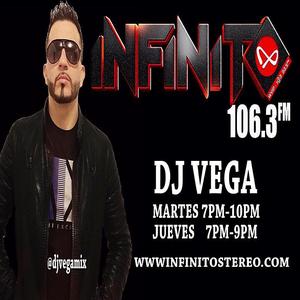 INFINITO
106.3FM
DJ VEGA
MARTES 7PM-10PM
JUEVES 7PM-9PM
@djvegamix
WWW.INFINITOSTEREO.COM